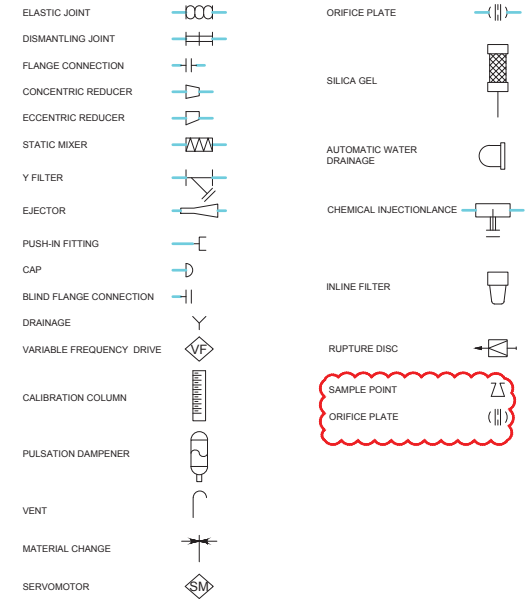 ELASTIC JOINT
DISMANTLING JOINT
FLANGE CONNECTION
CONCENTRIC REDUCER
ECCENTRIC REDUCER
STATIC MIXER
Y FILTER
EJECTOR
PUSH-IN FITTING
CAP
BLIND FLANGE CONNECTION
DRAINAGE
VARIABLE FREQUENCY DRIVE
VF
CALIBRATION COLUMN
PULSATION DAMPENER
VENT
MATERIAL CHANGE
SERVOMOTOR
SM
ORIFICE PLATE
SILICA GEL
AUTOMATIC WATER
DRAINAGE
CHEMICAL INJECTIONLANCE
INLINE FILTER
RUPTURE DISC
SAMPLE POINT
ORIFICE PLATE